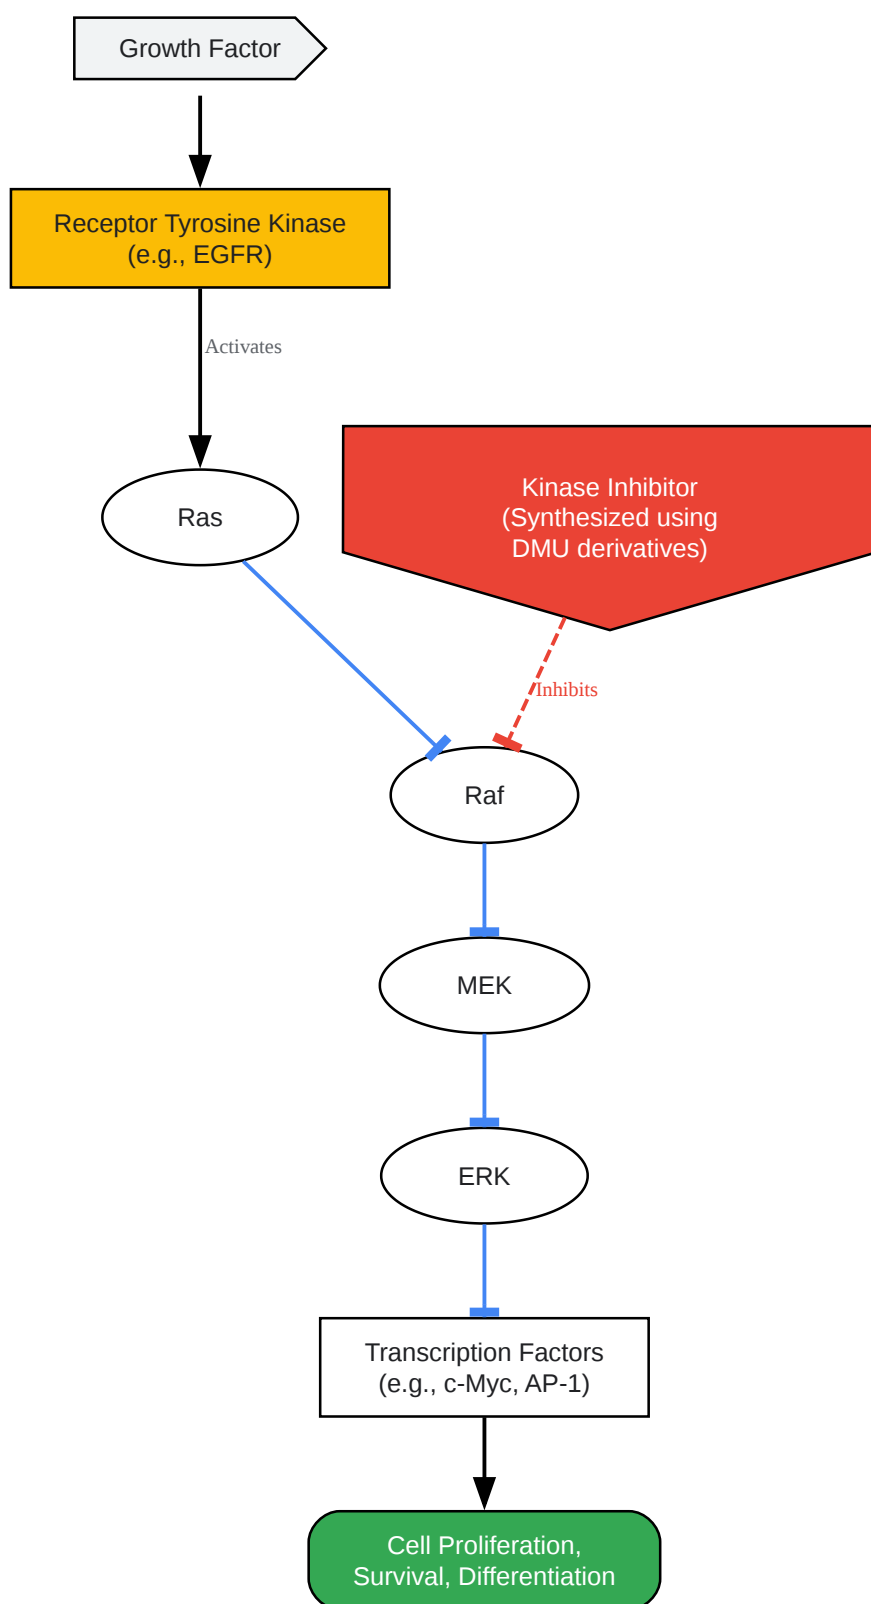 Growth Factor
Receptor Tyrosine Kinase
(e.g., EGFR)
Activates
Ras
Kinase Inhibitor
(Synthesized using
DMU derivatives)
Inhibits
Raf
MEK
ERK
Transcription Factors
(e.g., c-Myc, AP-1)
Cell Proliferation,
Survival, Differentiation